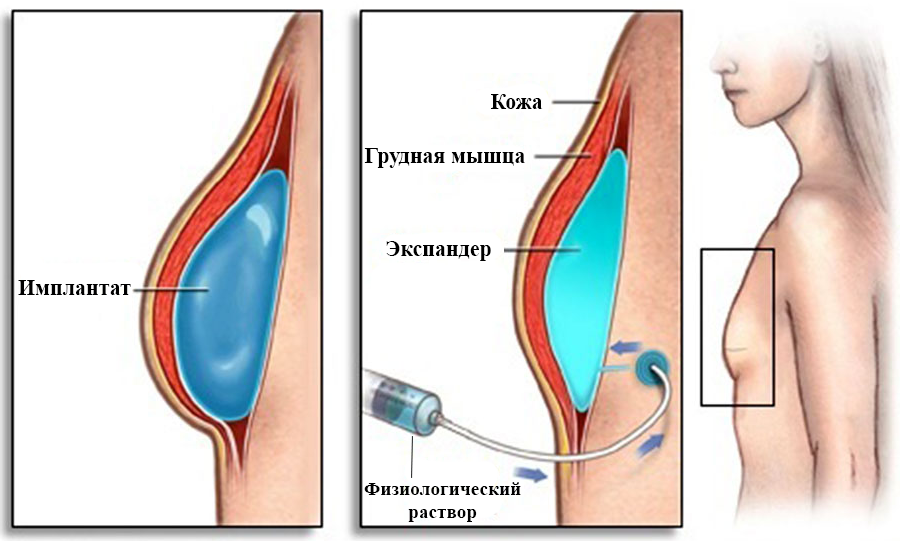 Имплантат
Кожа
Грудная мышца
Экспандер
Физиологический
раствор